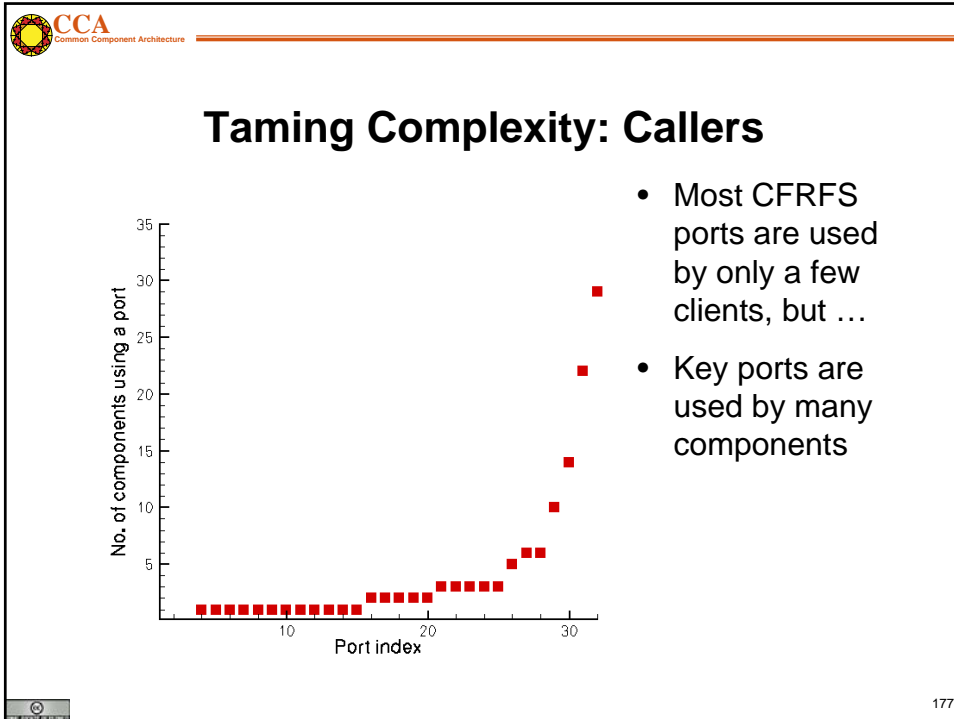 CCA
Common Component Architecture
Taming Complexity: Callers
• Most CFRFS
ports are used
by only a few
clients, but …
• Key ports are
used by many
components
No. of components using a port
35
30
25
20
15
10
5
10
20
30
Port index
cc
177